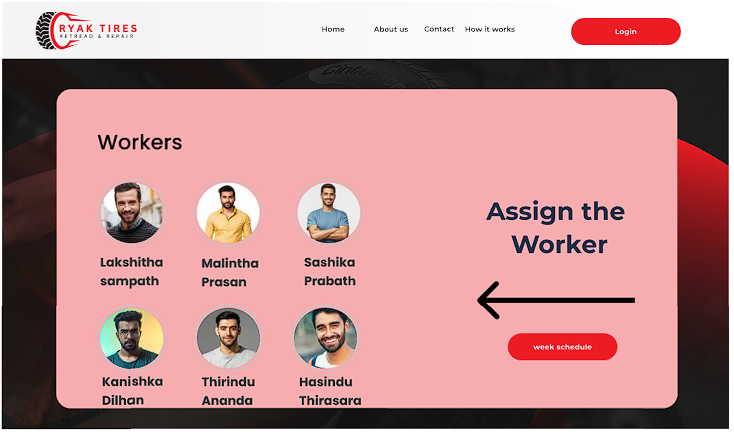 RYAK TIRES
RETREAD & REPAIR
Home About us Contact How it works
Login
Workers
Assign the
Worker
Lakshitha
sampath
Malintha
Prasan
Sashika
Prabath
week schedule
Kanishka
Dilhan
Thirindu
Ananda
Hasindu
Thirasara